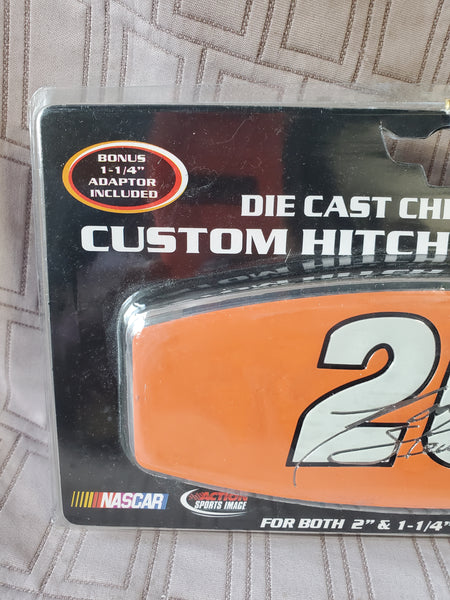 BONUS
1-1/4"
ADAPTOR
INCLUDED
DIE CAST CH
CUSTOM HITCH
2
NASCAR
ACTION
SPORTS IMAGE
FOR BOTH 2" & 1-1/4"